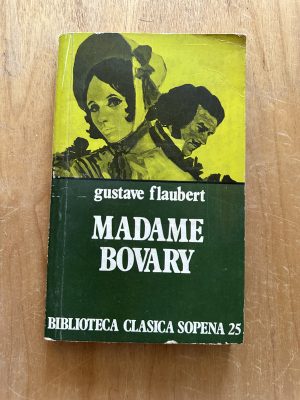 gustave flaubert
MADAME
BOVARY
BIBLIOTECA CLASICA SOPENA 25